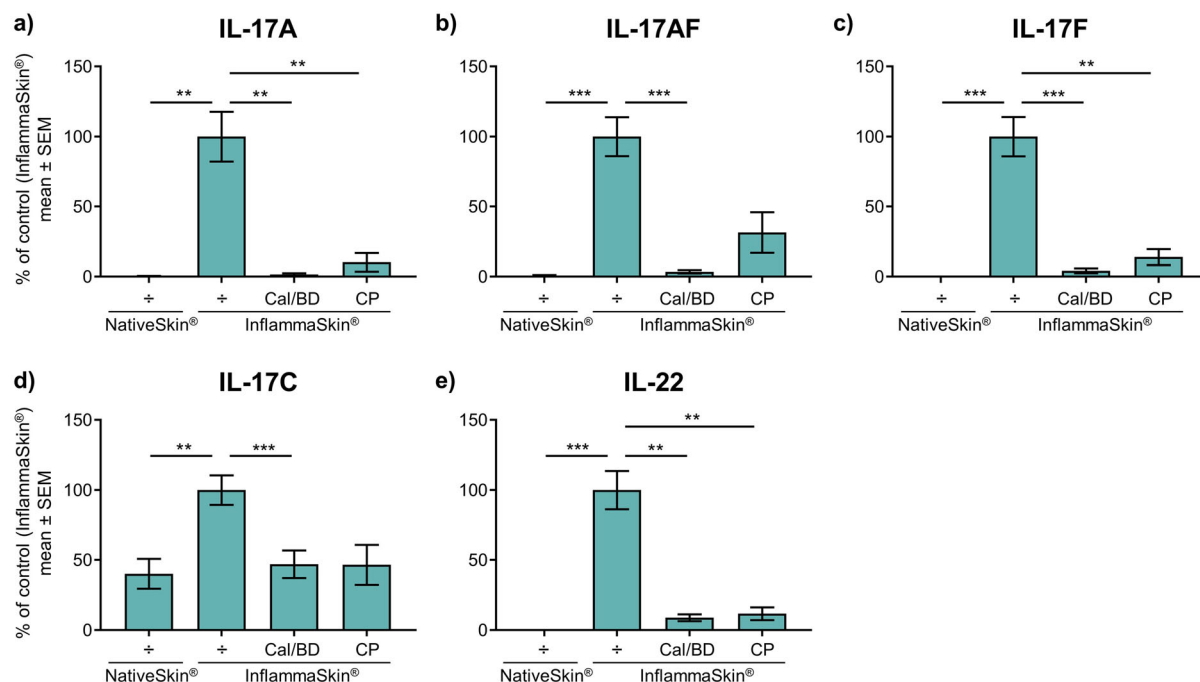 a) IL-17A
% of control (InflammaSkin®)
mean ± SEM
150
100
50
0
** ** **
÷ ÷ Cal/BD CP
NativeSkin® InflammaSkin®
b) IL-17AF
150
100
50
0
*** ***
÷ ÷ Cal/BD CP
NativeSkin® InflammaSkin®
c) IL-17F
150
100
50
0
**
*** ***
÷ ÷ Cal/BD CP
NativeSkin® InflammaSkin®
d) IL-17C
% of control (InflammaSkin®)
mean ± SEM
150
100
50
0
** ***
÷ ÷ Cal/BD CP
NativeSkin® InflammaSkin®
e) IL-22
150
100
50
0
**
*** **
÷ ÷ Cal/BD CP
NativeSkin® InflammaSkin®